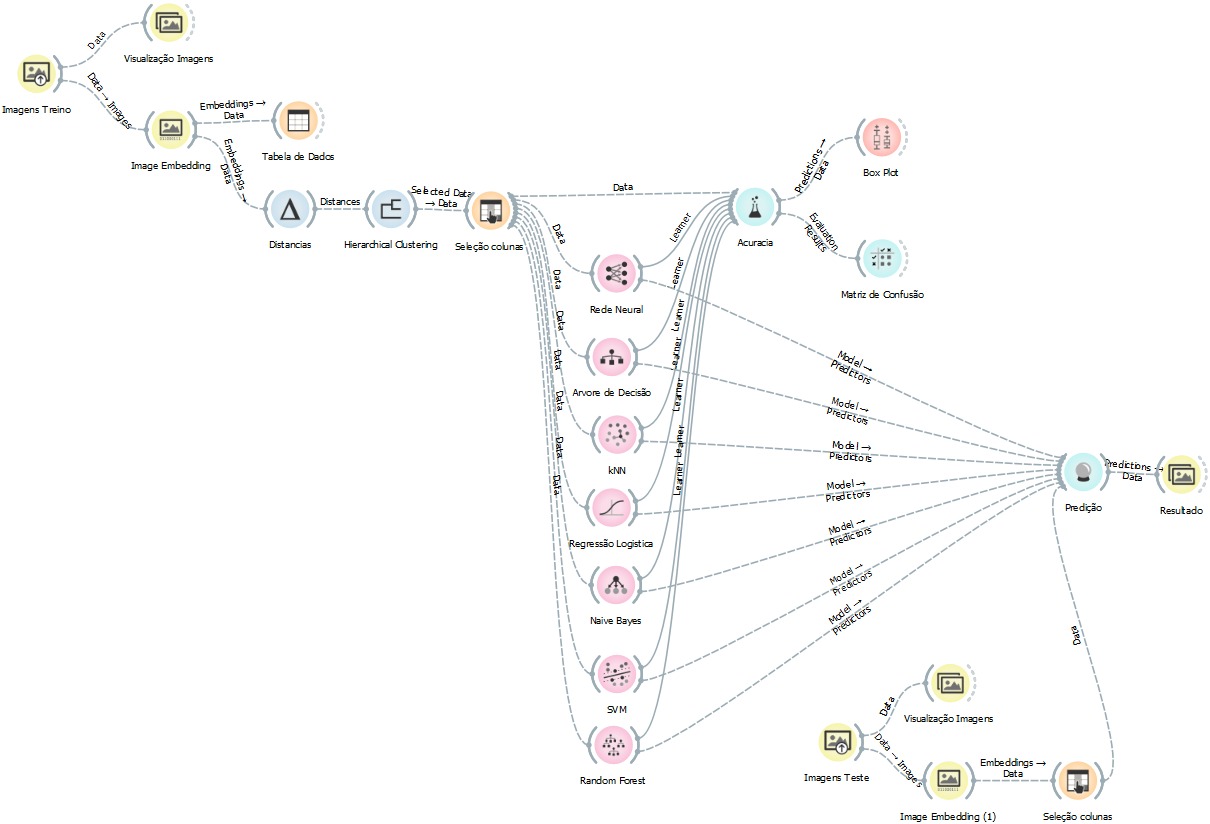 Data
Visualização Imagens
Imagens Treino
Data → Images
Embeddings →
Data
Image Embedding
Tabela de Dados
Embeddings →
Data
Distances
Selected Data
→ Data
Distancias
Hierarchical Clustering
Seleção colunas
Data
Acuracia
Predictions →
Data
Box Plot
Evaluation
Results
Matriz de Confusão
Data
Learner
Rede Neural
Data
Learner
Arvore de Decisão
Data
Learner
kNN
Data
Learner
Regressão Logistica
Data
Learner
Naive Bayes
Data
Learner
SVM
Data
Learner
Random Forest
Model →
Predictors
Model →
Predictors
Model →
Predictors
Model →
Predictors
Model →
Predictors
Model →
Predictors
Model →
Predictors
Predictions →
Data
Predição
Resultado
Data
Data
Visualização Imagens
Imagens Teste
Data → Images
Embeddings →
Data
Image Embedding (1)
Seleção colunas